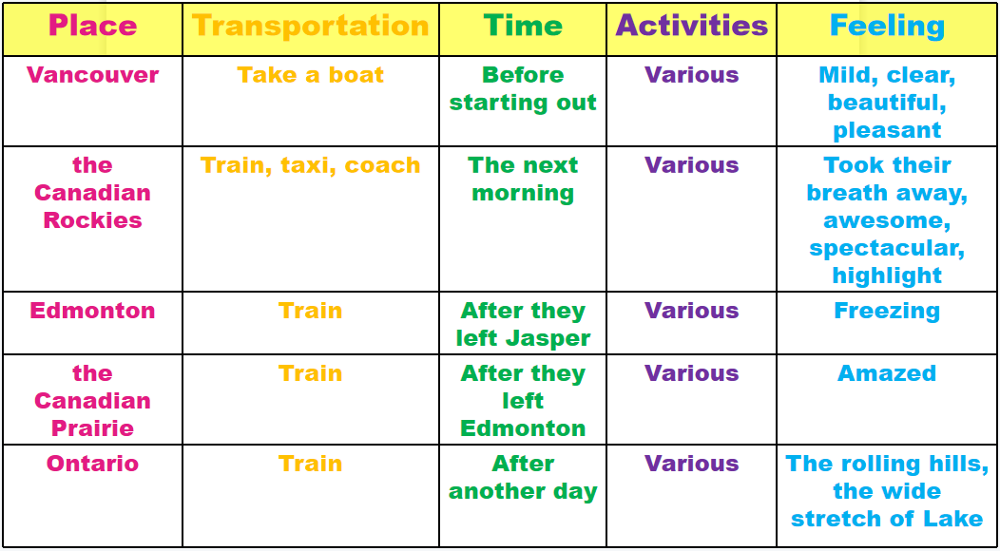 Place Transportation Time Activities Feeling
Vancouver
Take a boat
Before
starting out
Various
Mild, clear,
beautiful,
pleasant
the
Canadian
Rockies
Train, taxi, coach
The next
morning
Various
Took their
breath away,
awesome,
spectacular,
highlight
Edmonton
Train
After they
left Jasper
Various
Freezing
the
Canadian
Prairie
Train
After they
left
Edmonton
Various
Amazed
Ontario
Train
After
another day
Various
The rolling hills,
the wide
stretch of Lake